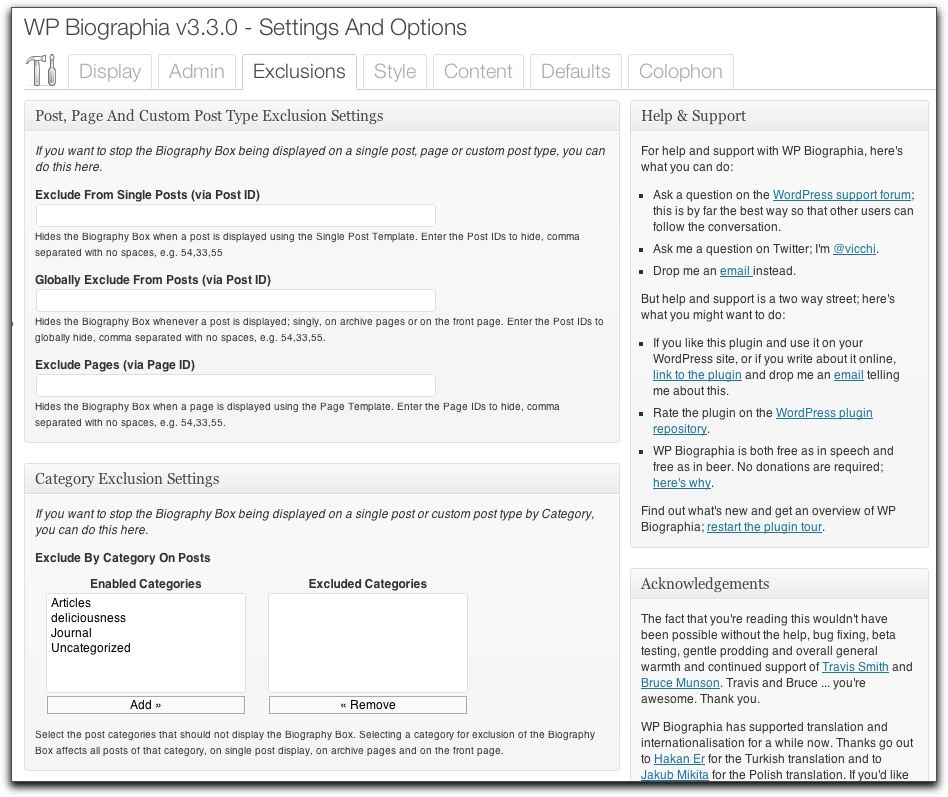 WP Biographia v3.3.0 - Settings And Options
Display
Admin
Exclusions
Style
Content
Defaults
Colophon
Post, Page And Custom Post Type Exclusion Settings
If you want to stop the Biography Box being displayed on a single post, page or custom post type, you can
do this here.
Exclude From Single Posts (via Post ID)
Hides the Biography Box when a post is displayed using the Single Post Template. Enter the Post IDs to hide, comma
separated with no spaces, e.g. 54,33,55
Globally Exclude From Posts (via Post ID)
Hides the Biography Box whenever a post is displayed; singly, on archive pages or on the front page. Enter the Post IDs to
globally hide, comma separated with no spaces, e.g. 54,33,55.
Exclude Pages (via Page ID)
Hides the Biography Box when a page is displayed using the Page Template. Enter the Page IDs to hide, comma
separated with no spaces, e.g. 54,33,55.
Category Exclusion Settings
If you want to stop the Biography Box being displayed on a single post or custom post type by Category,
you can do this here.
Exclude By Category On Posts
Enabled Categories
Articles
deliciousness
Journal
Uncategorized
Add »
Excluded Categories
« Remove
Select the post categories that should not display the Biography Box. Selecting a category for exclusion of the Biography
Box affects all posts of that category, on single post display, on archive pages and on the front page.
Help & Support
For help and support with WP Biographia, here's
what you can do:
Ask a question on the WordPress support forum;
this is by far the best way so that other users can
follow the conversation.
Ask me a question on Twitter; I'm @vicchi.
Drop me an email instead.
But help and support is a two way street; here's
what you might want to do:
If you like this plugin and use it on your
WordPress site, or if you write about it online,
link to the plugin and drop me an email telling
me about this.
Rate the plugin on the WordPress plugin
repository.
WP Biographia is both free as in speech and
free as in beer. No donations are required;
here's why.
Find out what's new and get an overview of WP
Biographia; restart the plugin tour.
Acknowledgements
The fact that you're reading this wouldn't have
been possible without the help, bug fixing, beta
testing, gentle prodding and overall general
warmth and continued support of Travis Smith and
Bruce Munson. Travis and Bruce ... you're
awesome. Thank you.
WP Biographia has supported translation and
internationalisation for a while now. Thanks go out
to Hakan Er for the Turkish translation and to
Jakub Mikita for the Polish translation. If you'd like